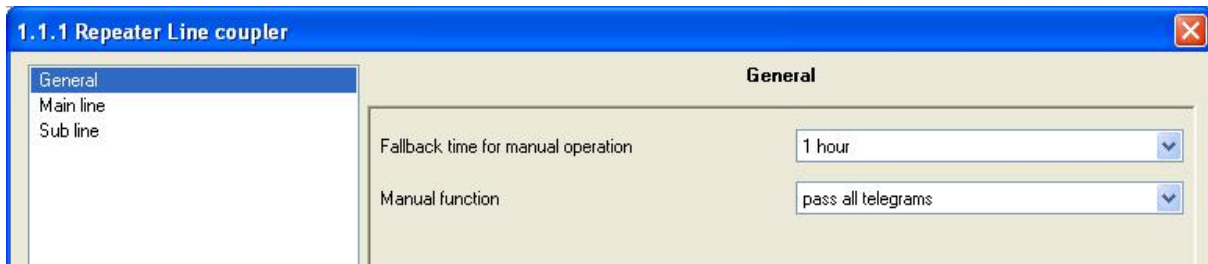 1.1.1 Repeater Line coupler
General
Main line
Sub line
General
Fallback time for manual operation
1 hour
Manual function
pass all telegrams